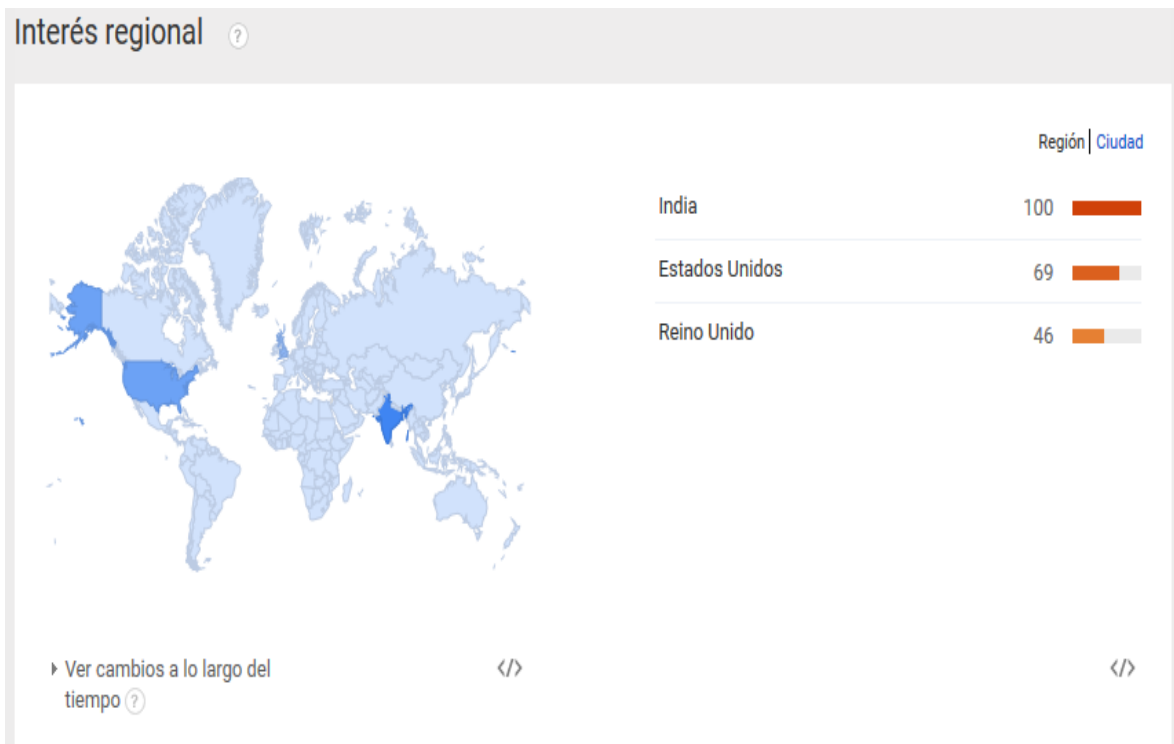 Interés regional ?
Región | Ciudad
India 100
Estados Unidos 69
Reino Unido 46
Ver cambios a lo largo del
tiempo ?
</>
</>